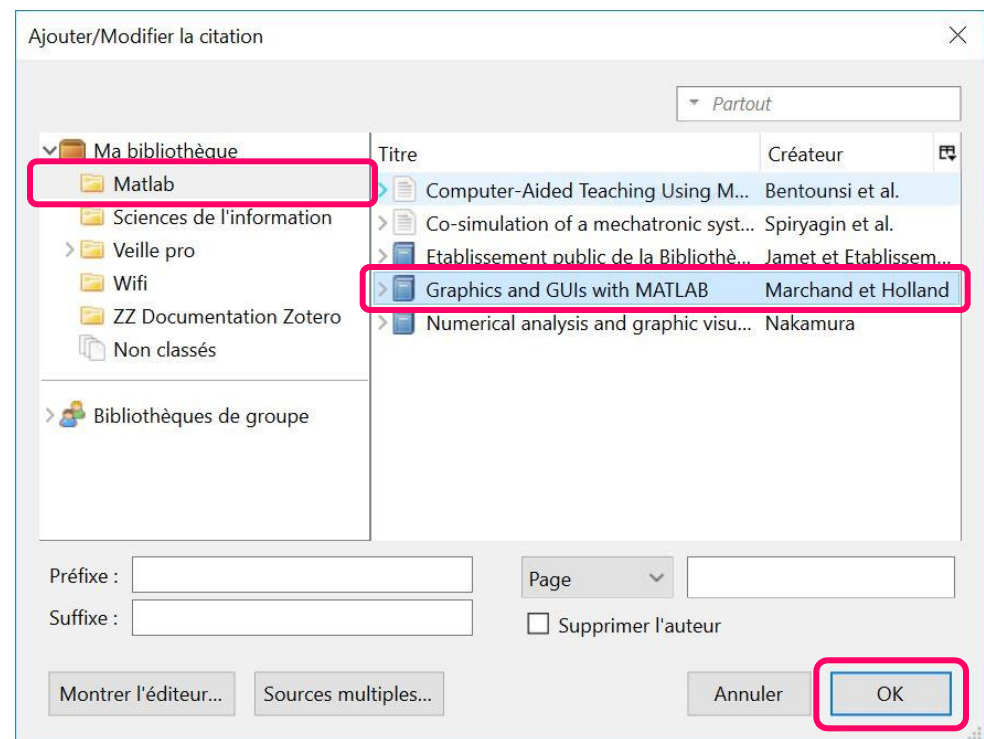 Ajouter/Modifier la citation
Partout
Ma bibliothèque
Matlab
Sciences de l'information
Veille pro
Wifi
ZZ Documentation Zotero
Non classés
Bibliothèques de groupe
Titre Créateur
Computer-Aided Teaching Using M... Bentounsi et al.
Co-simulation of a mechatronic syst... Spiryagin et al.
Etablissement public de la Bibliothè... Jamet et Etablissem...
Graphics and GUIs with MATLAB Marchand et Holland
Numerical analysis and graphic visu... Nakamura
Préfixe :
Suffixe :
Page
Supprimer l'auteur
Montrer l'éditeur... Sources multiples... Annuler OK